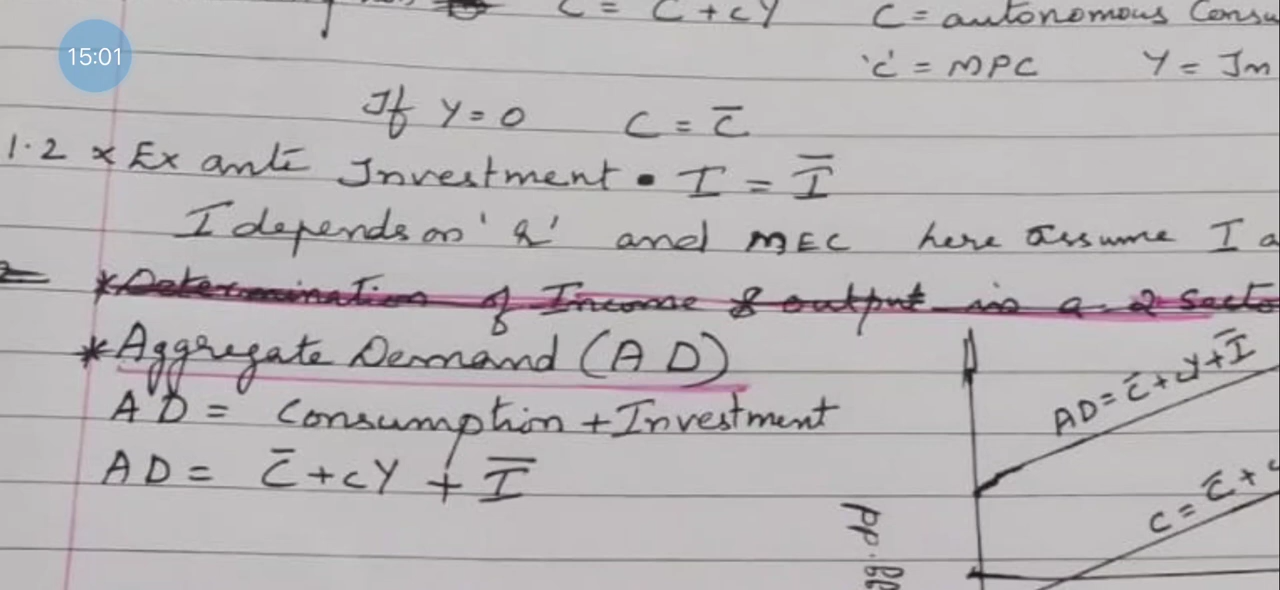 15:01
C = C̅ + cY C = autonomous Consu
'c' = MPC Y = In
If Y = 0 C = C̅
1.2 x Ex ante Investment • I = I̅
I depends on 'r' and MEC here assume I a
* Determination of Income & output in a 2 Secto
* Aggregate Demand (AD)
AD = Consumption + Investment
AD = C̅ + cY + I̅
AD = C̅ + cY + I̅
C = C̅ +